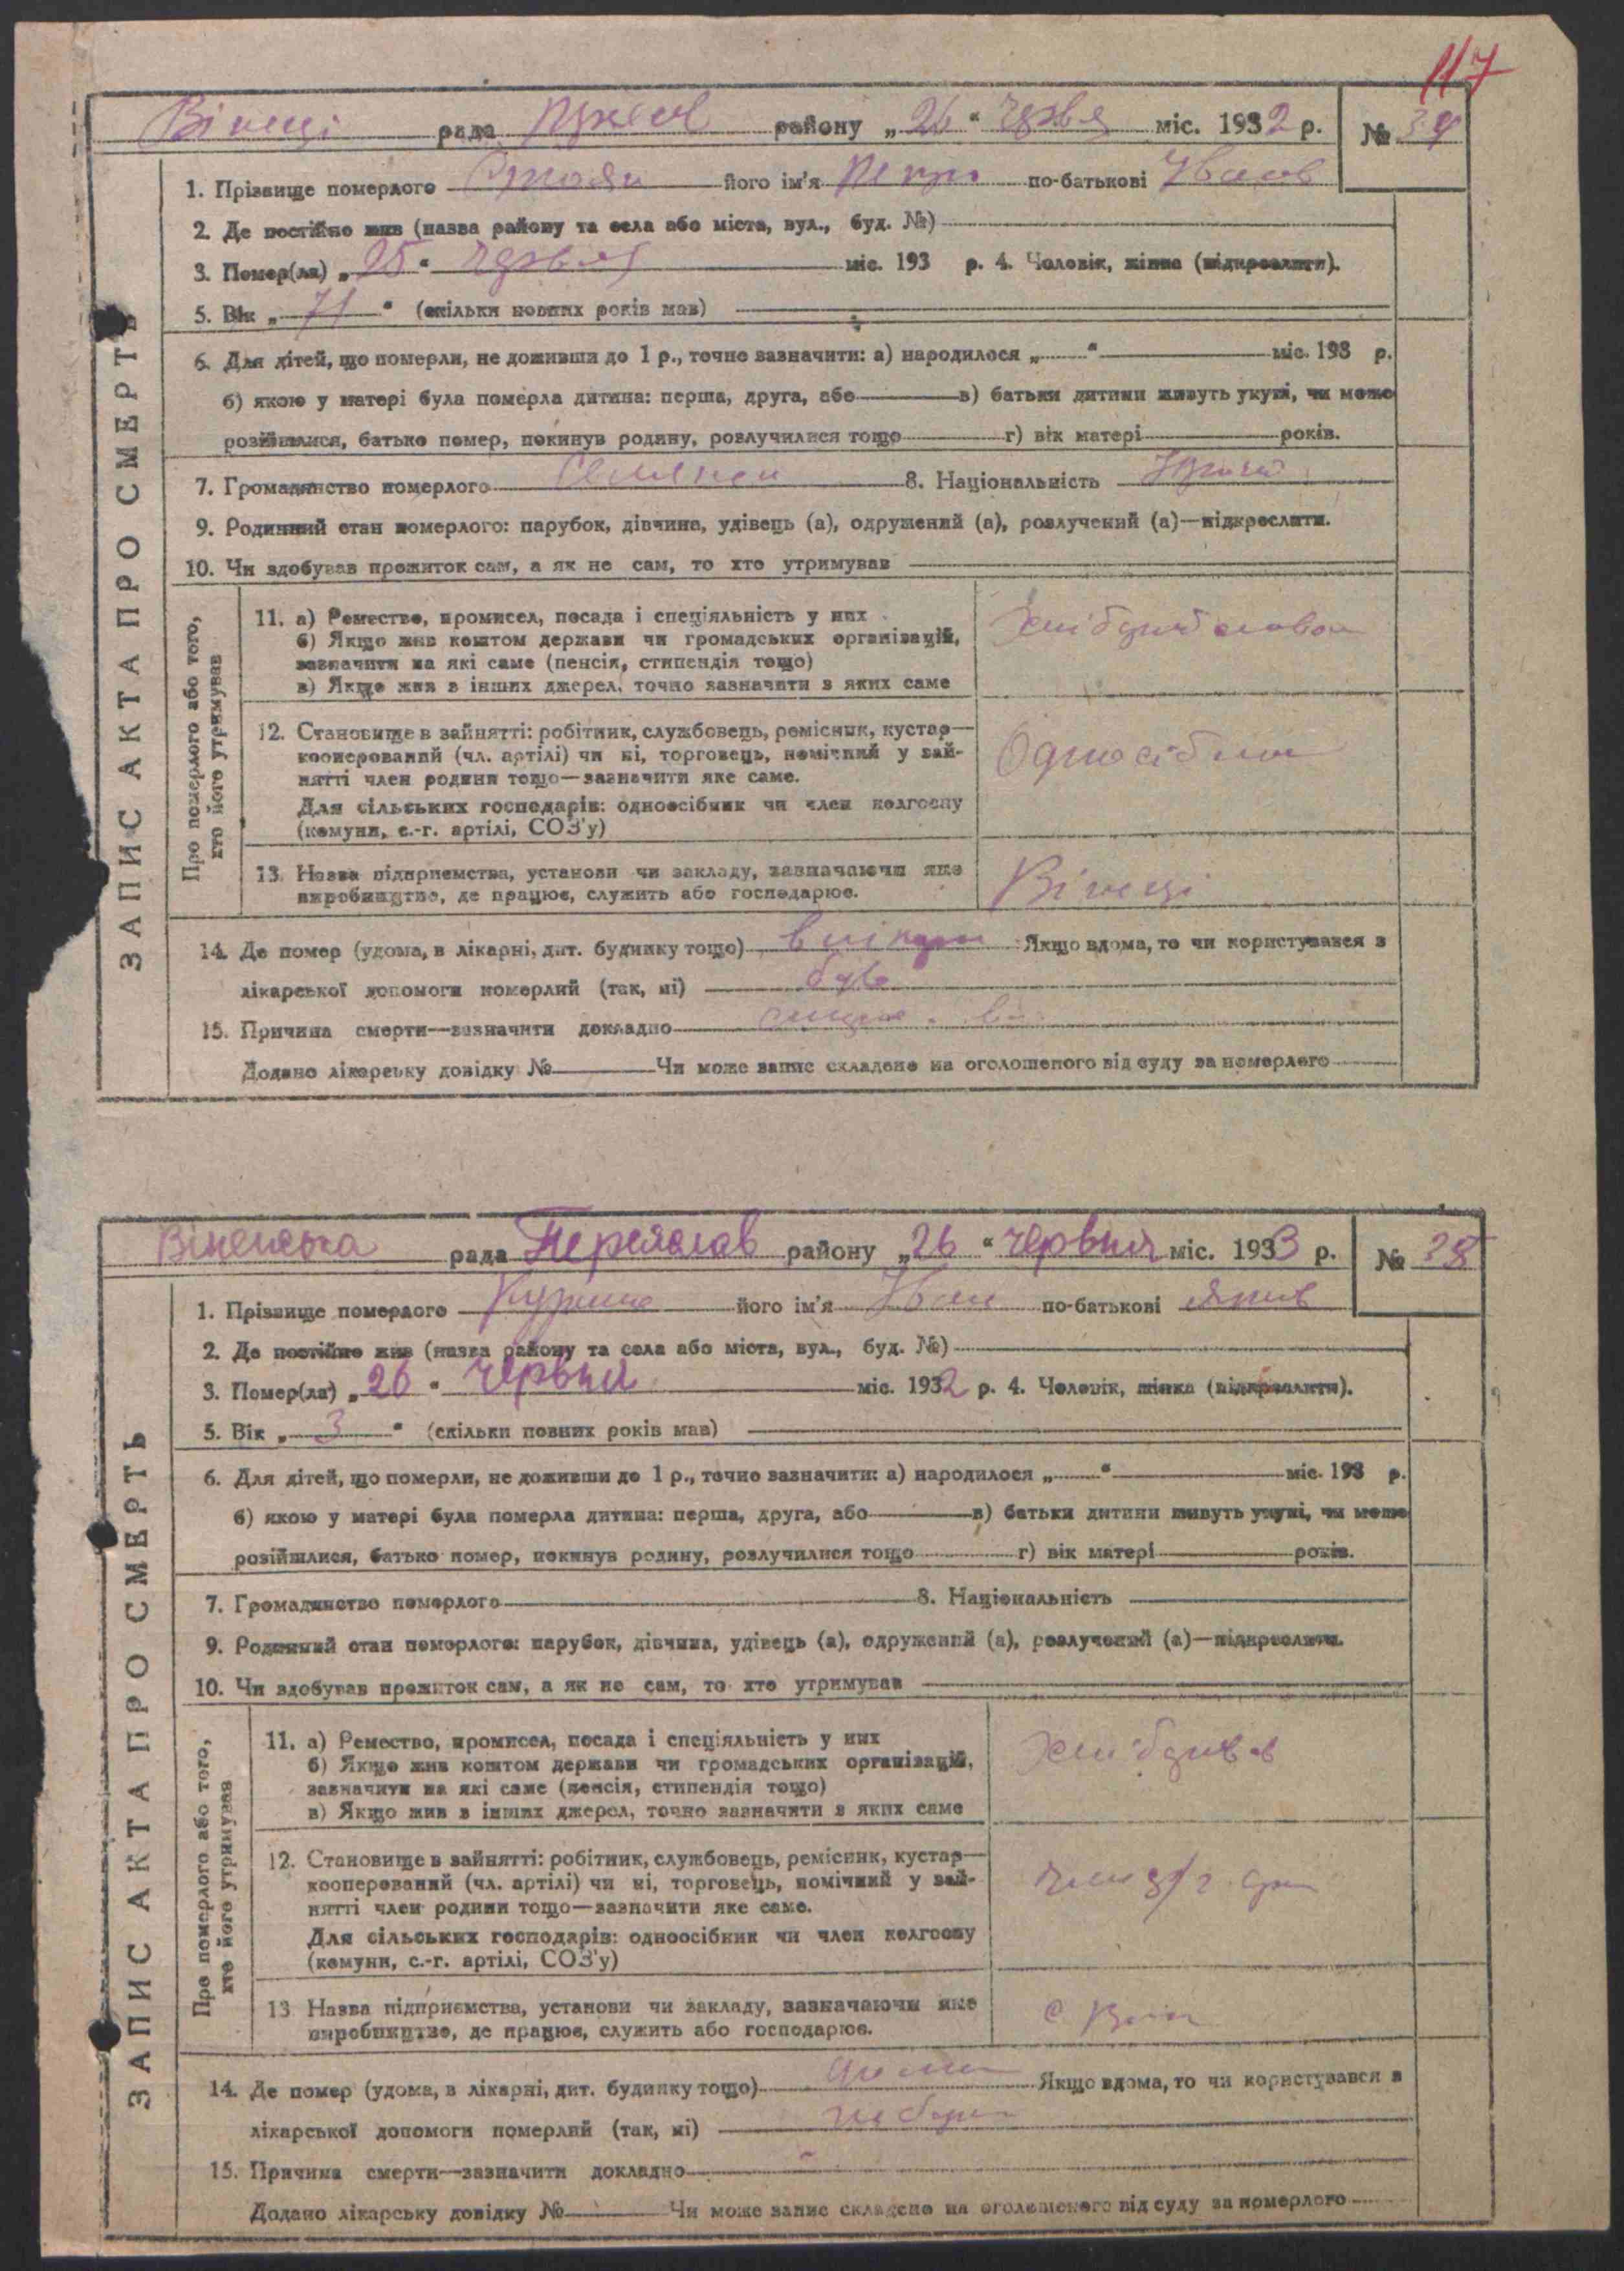 117
Вінеці рада району „26“ червня міс. 1932 р. №
1. Прізвище померлого Стоян його ім'я Петро по-батькові Іванов
2. Де постійно жив (назва району та села або міста, вул., буд. №)
3. Помер(ла) „25“ червня міс. 193 р. 4. Чоловік, жінка (підкреслити).
5. Вік „71“ (скільки повних років мав)
6. Для дітей, що померли, не доживши до 1 р., точно зазначити: а) народилося „ “ міс. 193 р.
б) якою у матері була померла дитина: перша, друга, або в) батьки дитини живуть укупі, чи може
розійшлися, батько помер, покинув родину, розлучилися тощо г) вік матері років.
7. Громадянство померлого 8. Національність
9. Родинний стан померлого: парубок, дівчина, удівець (а), одружений (а), розлучений (а)—підкреслити.
10. Чи здобував прожиток сам, а як не сам, то хто утримував
ЗАПИС АКТА ПРО СМЕРТЬ
Про померлого або того, хто його утримував
11. а) Ремество, промисел, посада і спеціяльність у них
б) Якщо жив коштом держави чи громадських організацій,
зазначити на які саме (пенсія, стипендія тощо)
в) Якщо жив з інших джерел, точно зазначити з яких саме
12. Становище в зайнятті: робітник, службовець, ремісник, кустар—
кооперований (чл. артілі) чи ні, торговець, помічний у зай-
нятті член родини тощо—зазначити яке саме.
Для сільських господарів: одноосібник чи член колгоспу
(комуни, с.-г. артілі, СОЗ'у)
13. Назва підприємства, установи чи закладу, зазначаючи яке
виробництво, де працює, служить або господарює.
Вінеці
14. Де помер (удома, в лікарні, дит. будинку тощо) Якщо вдома, то чи користувався з
лікарської допомоги померлий (так, ні)
15. Причина смерти—зазначити докладно
Додано лікарську довідку № Чи може запис складено на оголошеного від суду за померлого
Віненська рада Переяслав району „26“ червня міс. 1933 р. № 38
1. Прізвище померлого його ім'я Іван по-батькові Яков
2. Де постійно жив (назва району та села або міста, вул., буд. №)
3. Помер(ла) „26“ червня міс. 1932 р. 4. Чоловік, жінка (підкреслити).
5. Вік „3“ (скільки повних років мав)
6. Для дітей, що померли, не доживши до 1 р., точно зазначити: а) народилося „ “ міс. 193 р.
б) якою у матері була померла дитина: перша, друга, або в) батьки дитини живуть укупі, чи може
розійшлися, батько помер, покинув родину, розлучилися тощо г) вік матері років.
7. Громадянство померлого 8. Національність
9. Родинний стан померлого: парубок, дівчина, удівець (а), одружений (а), розлучений (а)—підкреслити.
10. Чи здобував прожиток сам, а як не сам, то хто утримував
ЗАПИС АКТА ПРО СМЕРТЬ
Про померлого або того, хто його утримував
11. а) Ремество, промисел, посада і спеціяльність у них
б) Якщо жив коштом держави чи громадських організацій,
зазначити на які саме (пенсія, стипендія тощо)
в) Якщо жив з інших джерел, точно зазначити з яких саме
12. Становище в зайнятті: робітник, службовець, ремісник, кустар—
кооперований (чл. артілі) чи ні, торговець, помічний у зай-
нятті член родини тощо—зазначити яке саме.
Для сільських господарів: одноосібник чи член колгоспу
(комуни, с.-г. артілі, СОЗ'у)
13 Назва підприємства, установи чи закладу, зазначаючи яке
виробництво, де працює, служить або господарює.
14. Де помер (удома, в лікарні, дит. будинку тощо) Якщо вдома, то чи користувався з
лікарської допомоги померлий (так, ні)
15. Причина смерти—зазначити докладно
Додано лікарську довідку № Чи може запис складено на оголошеного від суду за померлого